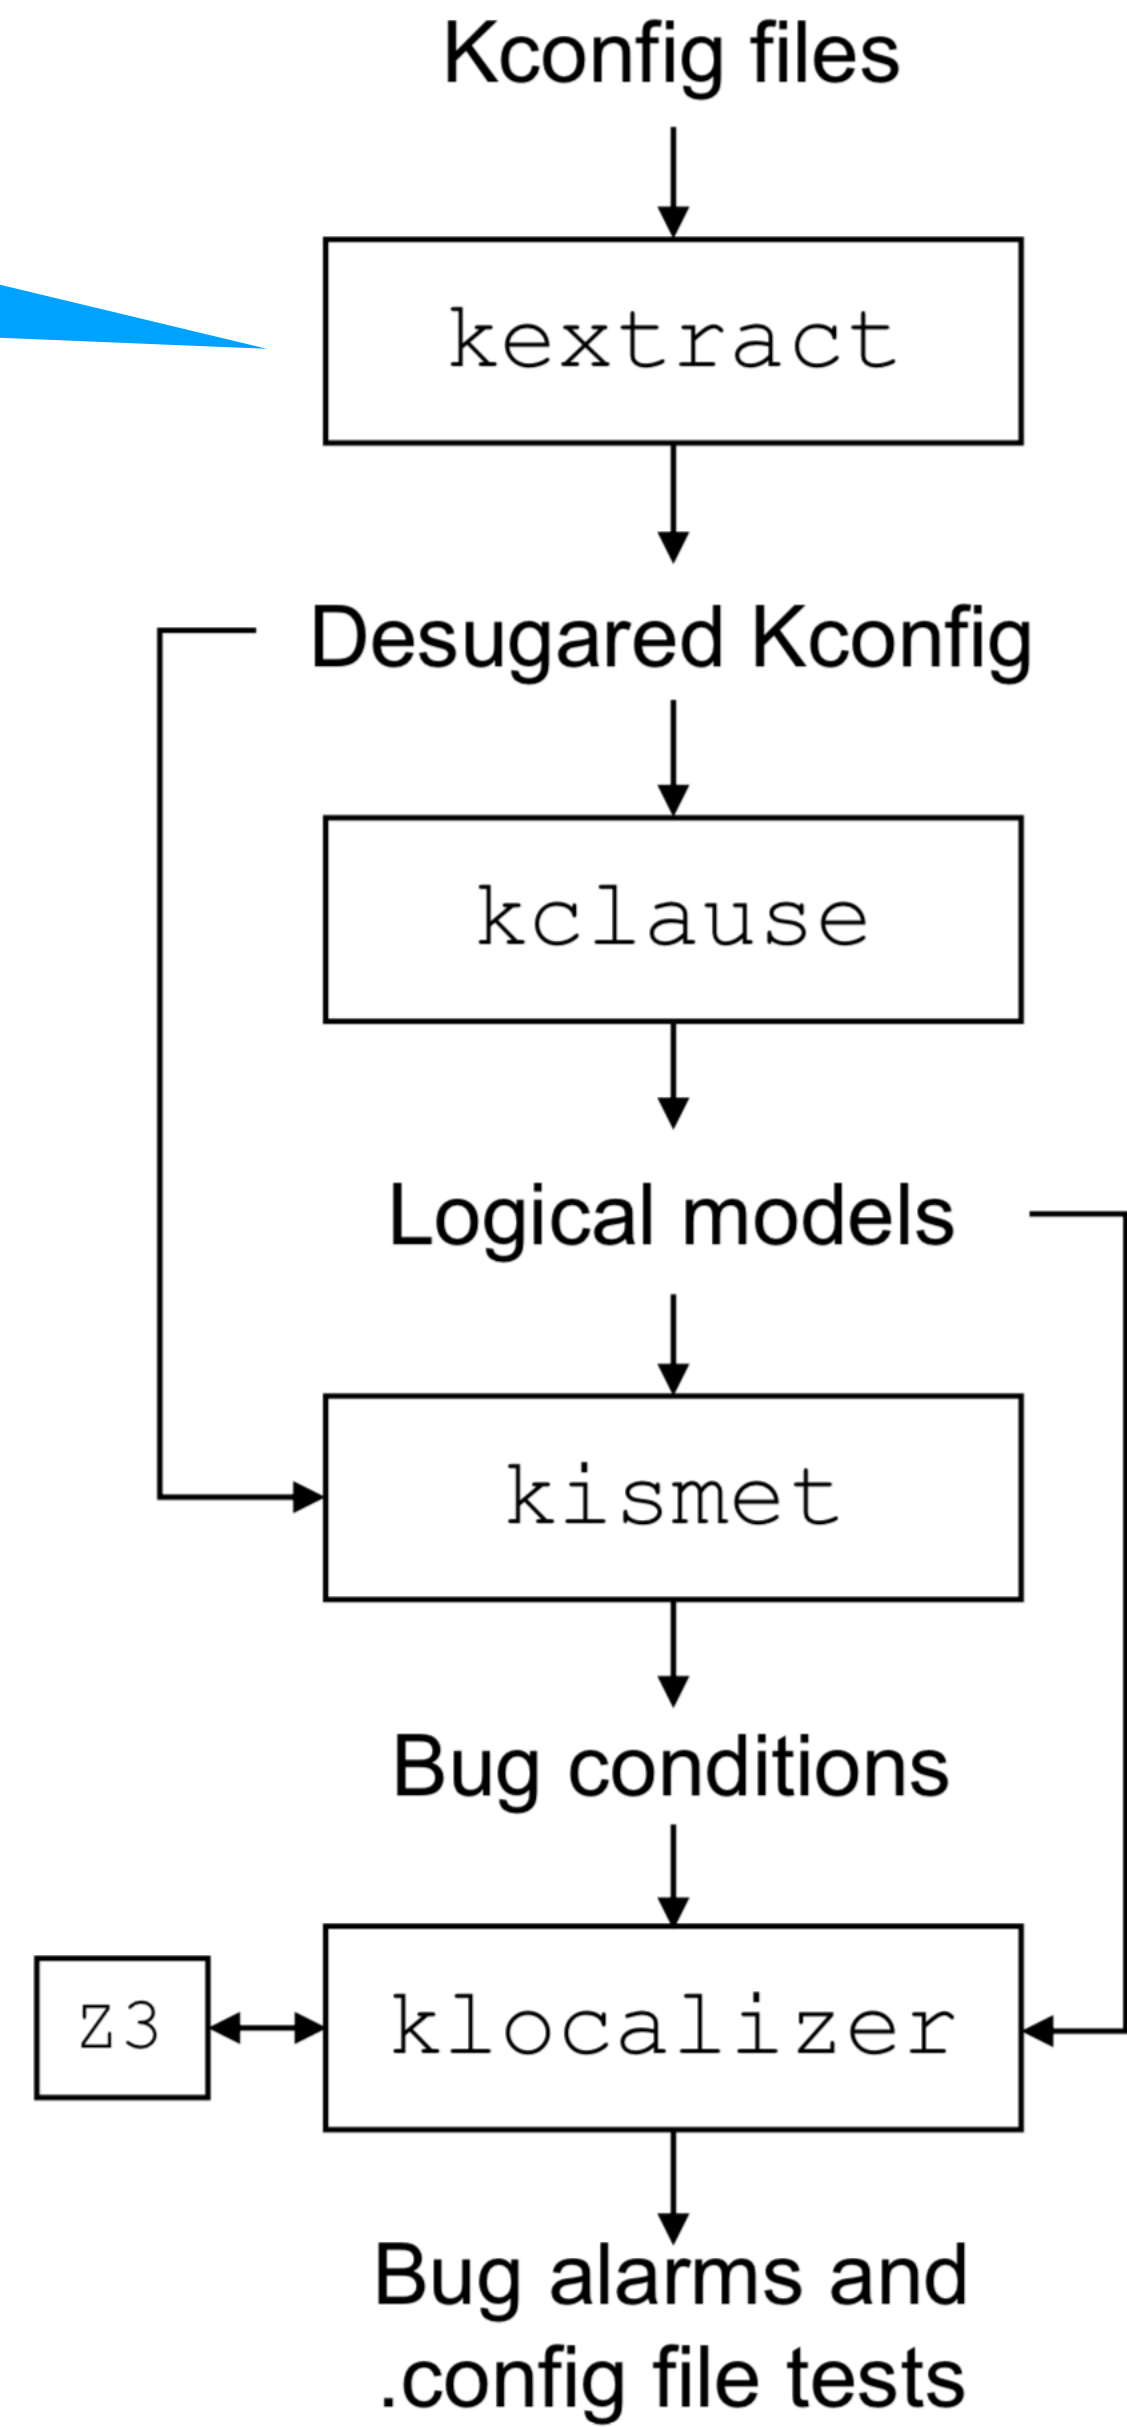 Kconfig files
kextract
Desugared Kconfig
kclause
Logical models
kismet
Bug conditions
z3
klocalizer
Bug alarms and
.config file tests